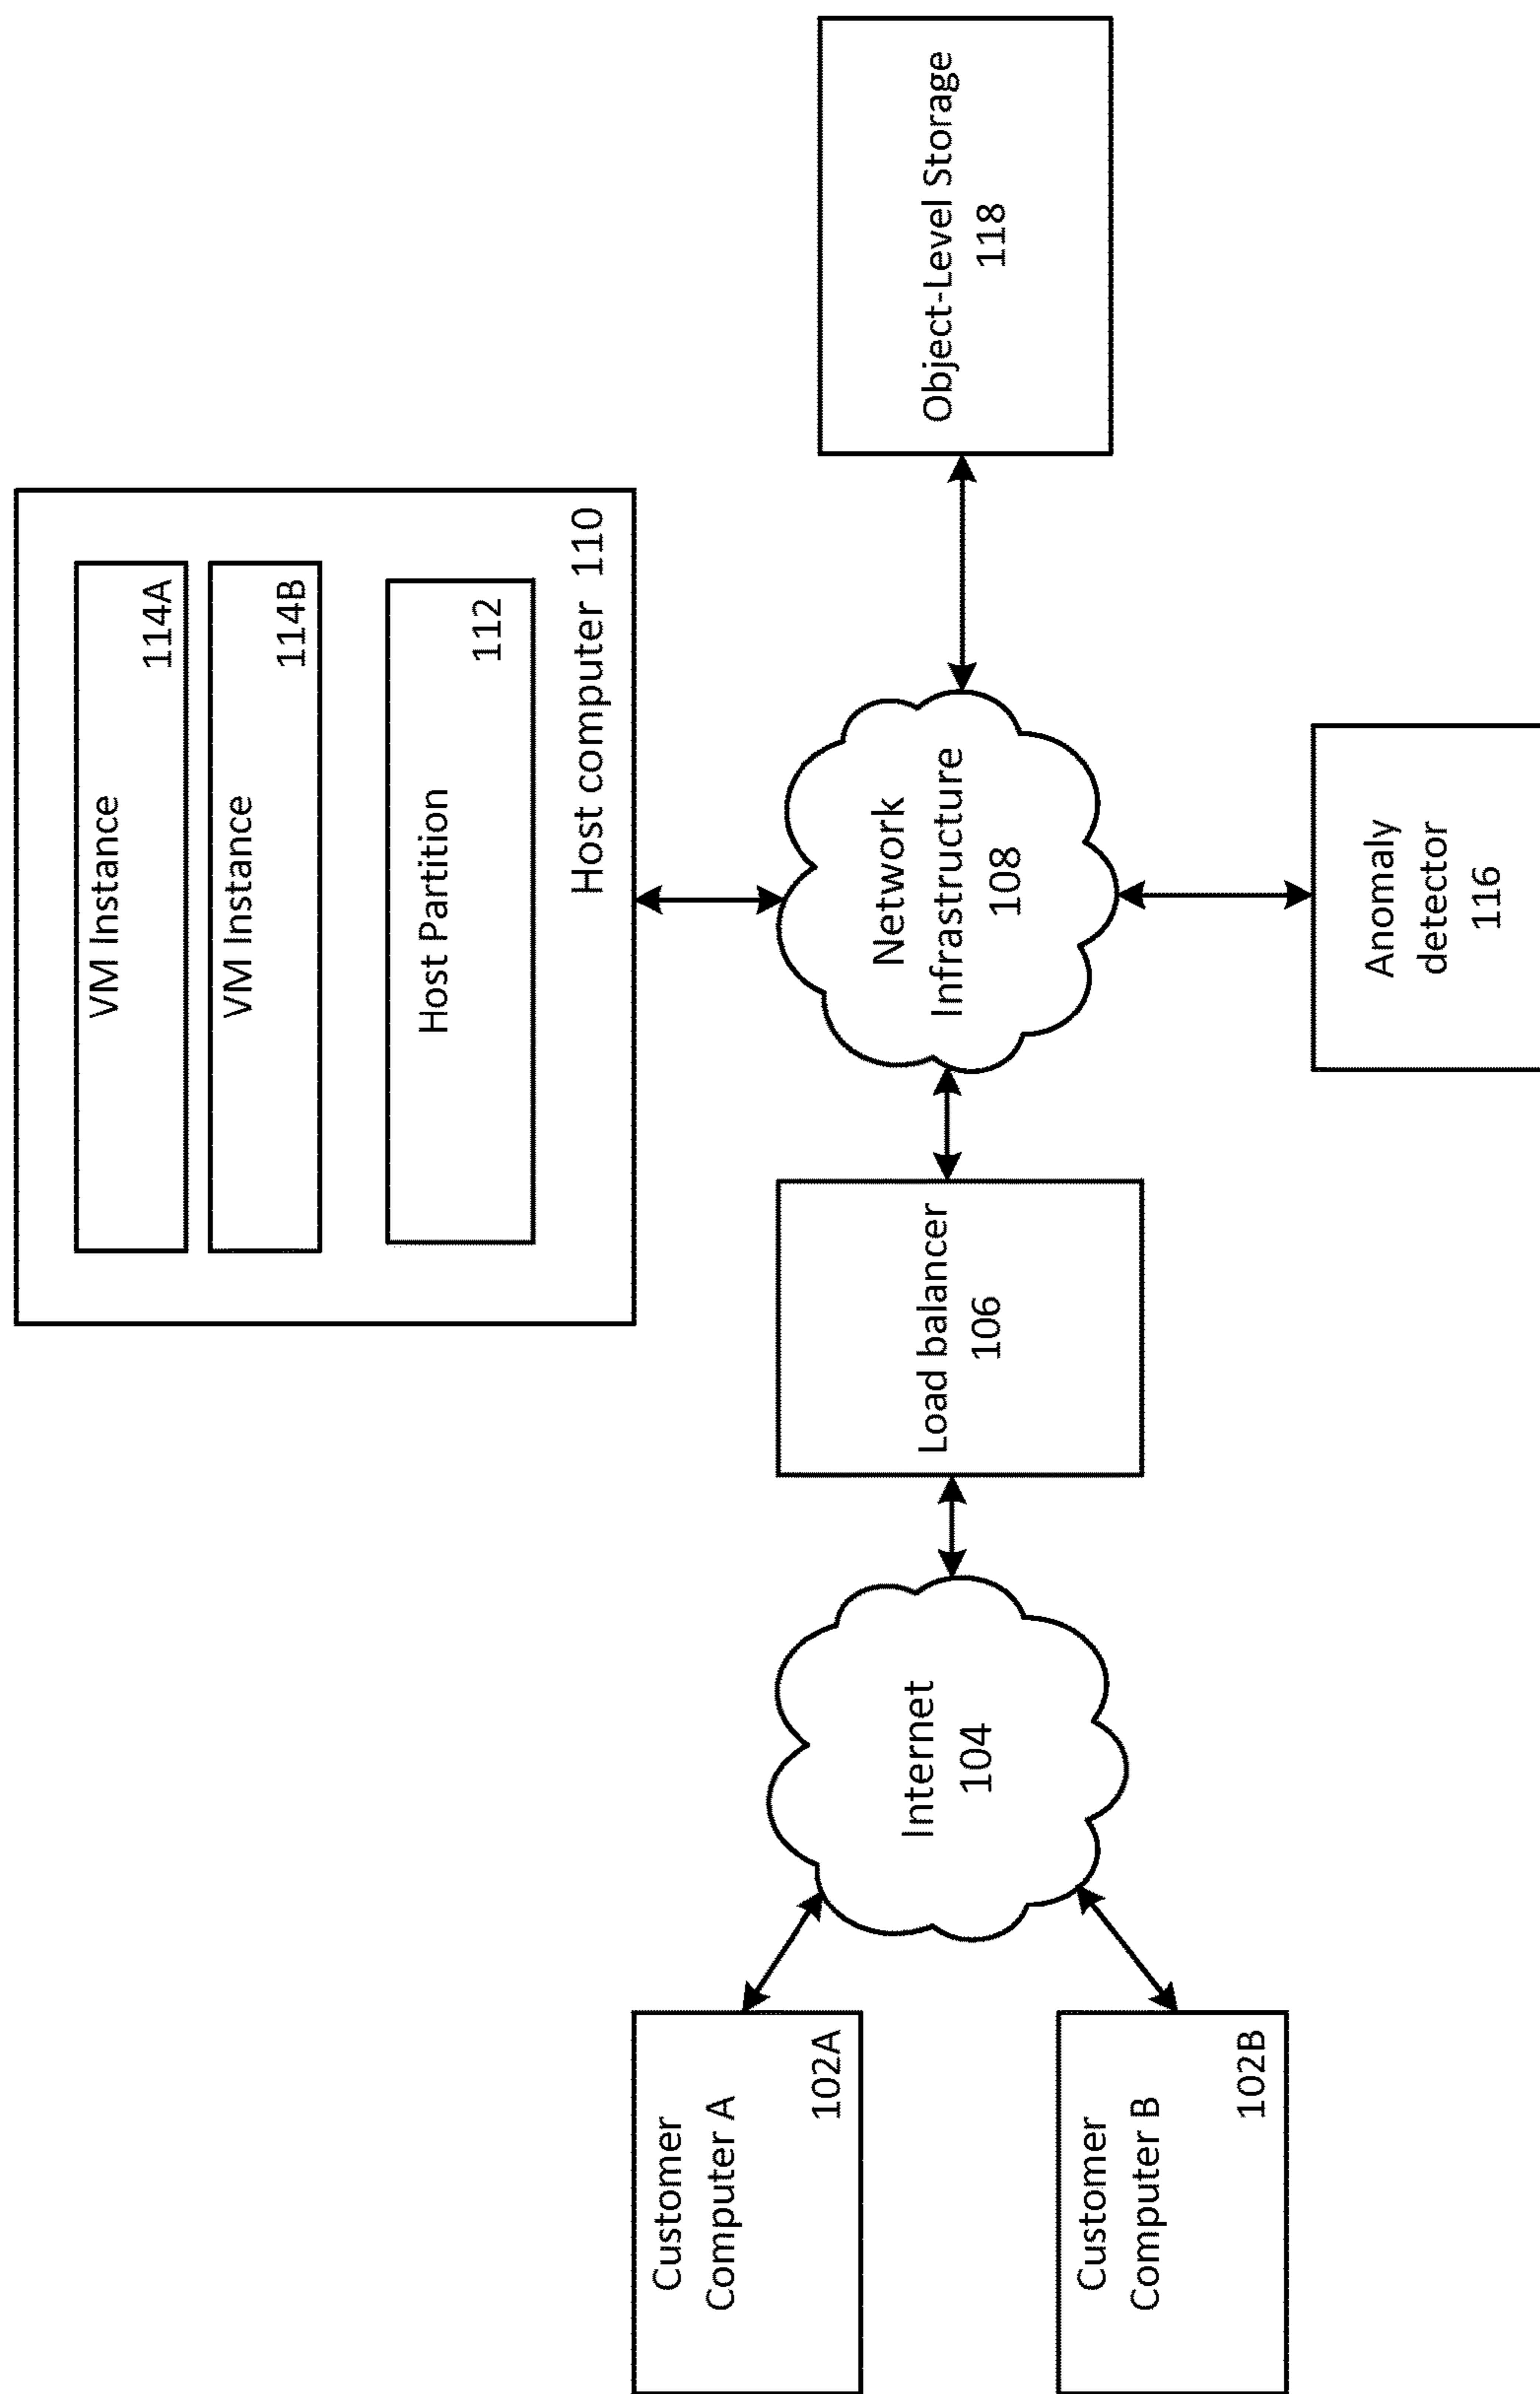 VM Instance
114A
VM Instance
114B
Host Partition
112
Host computer 110
Customer
Computer A
102A
Customer
Computer B
102B
Internet
104
Load balancer
106
Network
Infrastructure
108
Object-Level Storage
118
Anomaly
detector
116